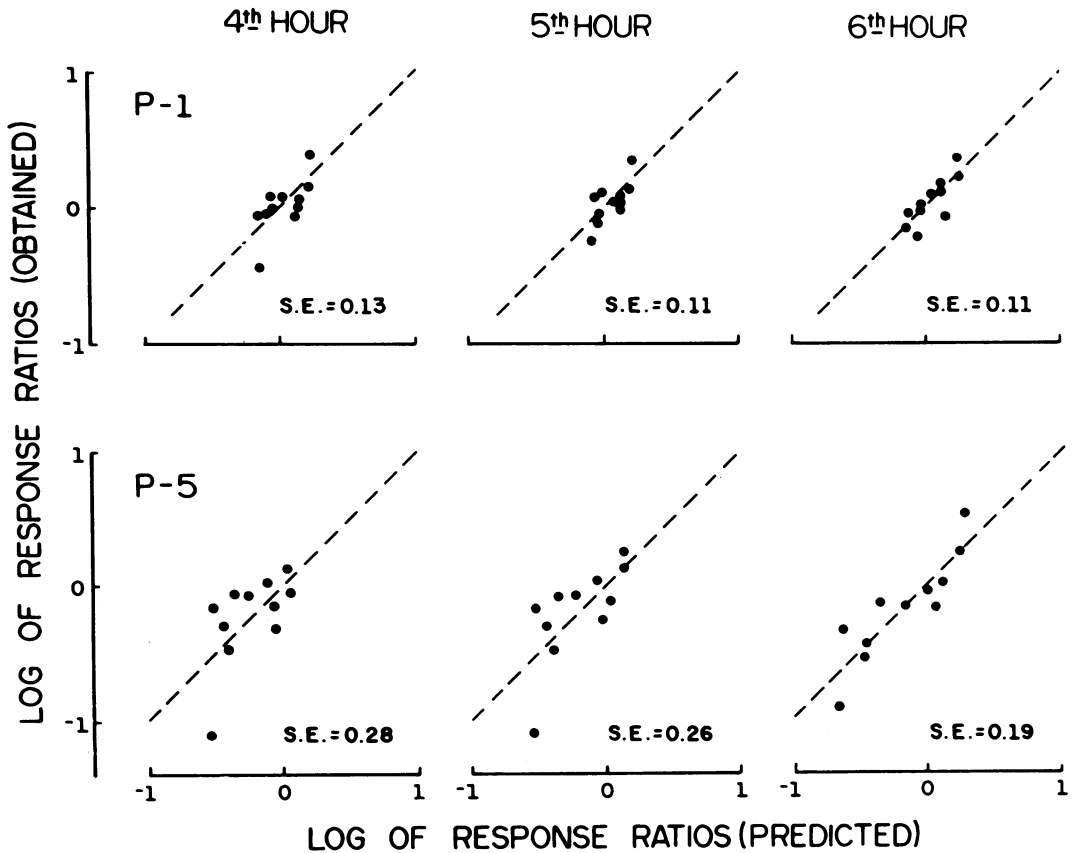 4th HOUR 5th HOUR 6th HOUR
P-1
1
0
-1
S.E.=0.13 S.E.=0.11 S.E.=0.11
P-5
1
0
-1
S.E.=0.28 S.E.=0.26 S.E.=0.19
-1 0 1 -1 0 1 -1 0 1
LOG OF RESPONSE RATIOS (OBTAINED)
LOG OF RESPONSE RATIOS (PREDICTED)